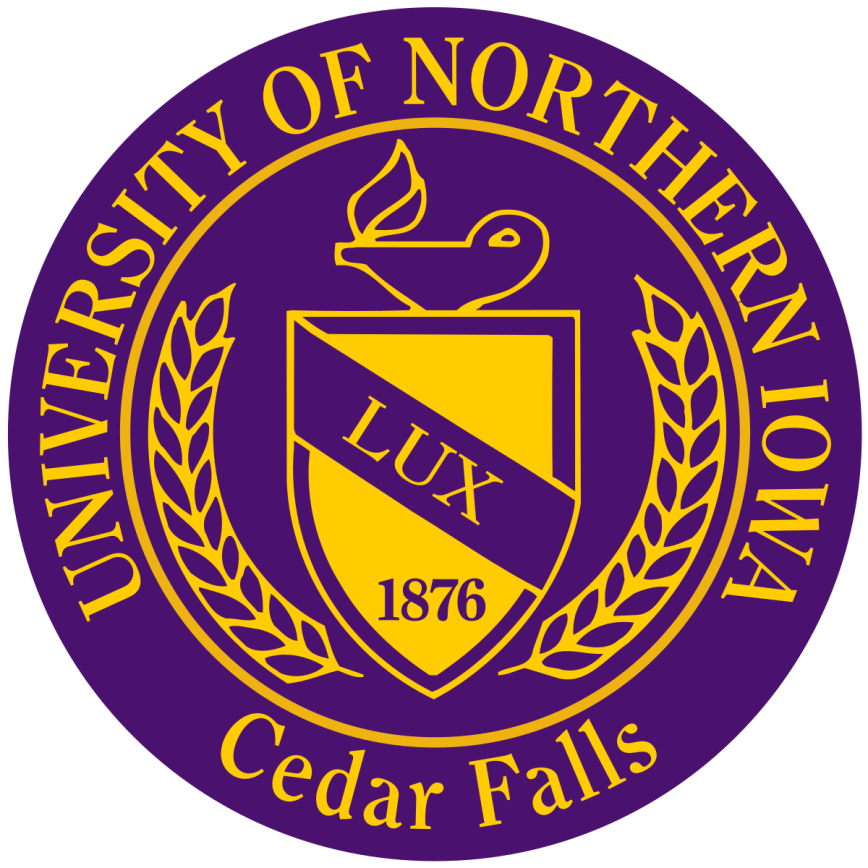 UNIVERSITY OF NORTHERN IOWA
LUX
1876
Cedar Falls